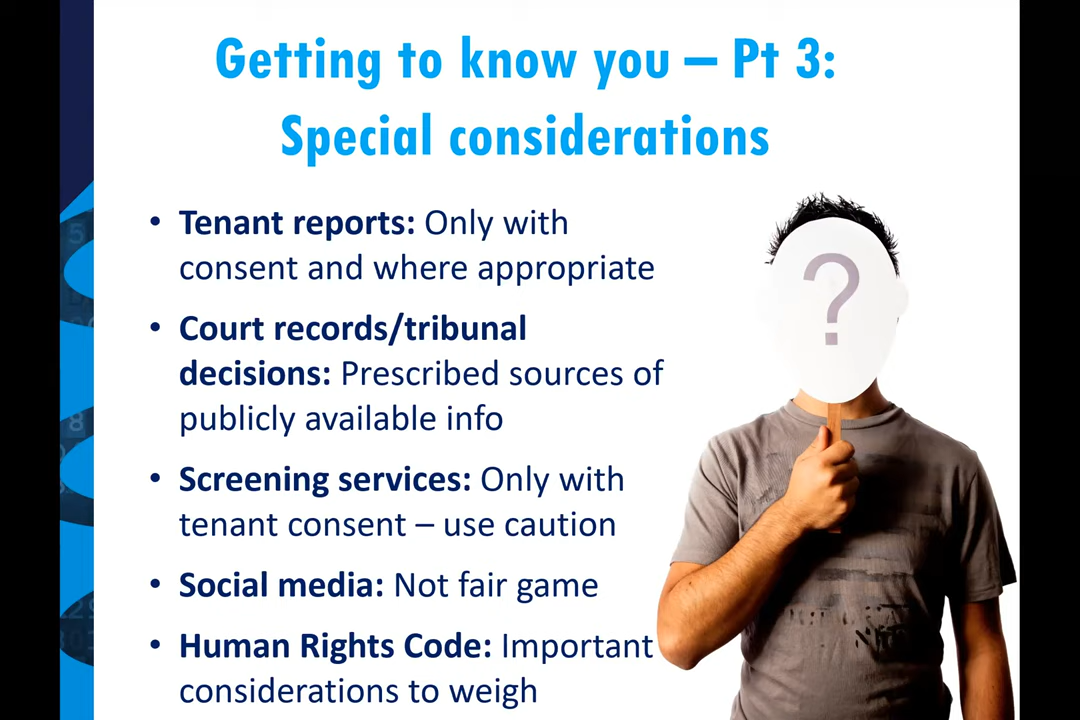 Getting to know you – Pt 3:
Special considerations
• Tenant reports: Only with
consent and where appropriate
• Court records/tribunal
decisions: Prescribed sources of
publicly available info
• Screening services: Only with
tenant consent – use caution
• Social media: Not fair game
• Human Rights Code: Important
considerations to weigh
?